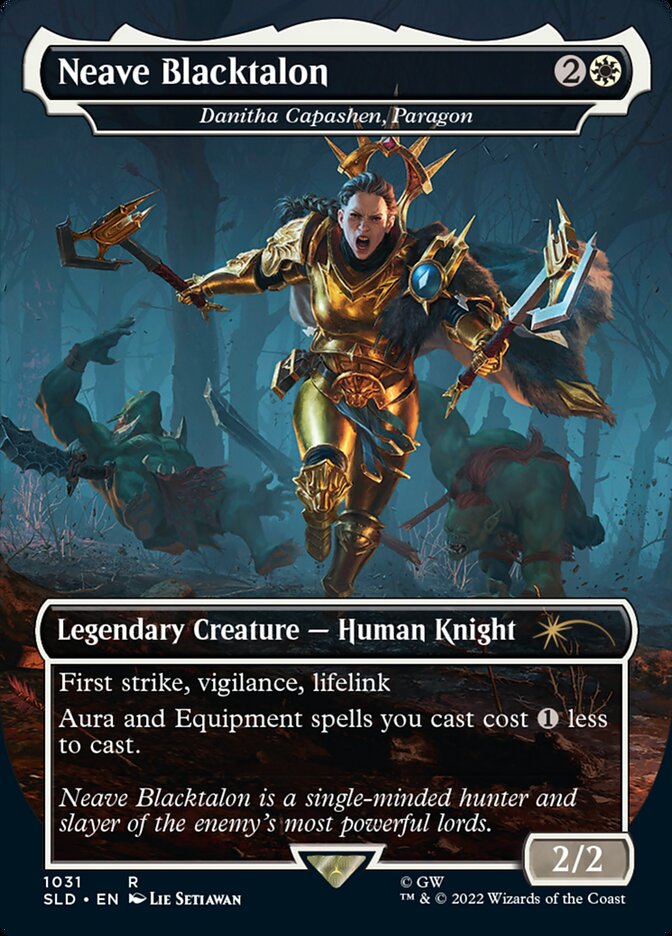 Neave Blacktalon 2
Danitha Capashen, Paragon
Legendary Creature — Human Knight
First strike, vigilance, lifelink
Aura and Equipment spells you cast cost 1 less
to cast.
Neave Blacktalon is a single-minded hunter and
slayer of the enemy's most powerful lords.
2/2
1031 R
SLD • EN Lie Setiawan
© GW
™ & © 2022 Wizards of the Coast